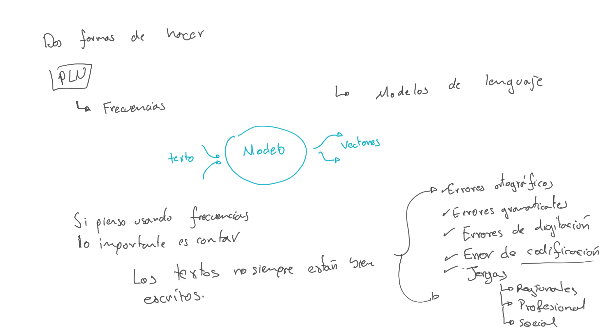 Dos formas de hacer
PLN
↳ Frecuencias
↳ Modelos de lenguaje
texto
Modelo
Vectores
Si pienso usando frecuencias
lo importante es contar
Los textos no siempre están bien
escritos.
Errores ortográficos
✓ Errores gramaticales
✓ Errores de digitación
✓ Error de codificación
✓ Jergas
↳ Regionales
↳ Profesional
↳ Social